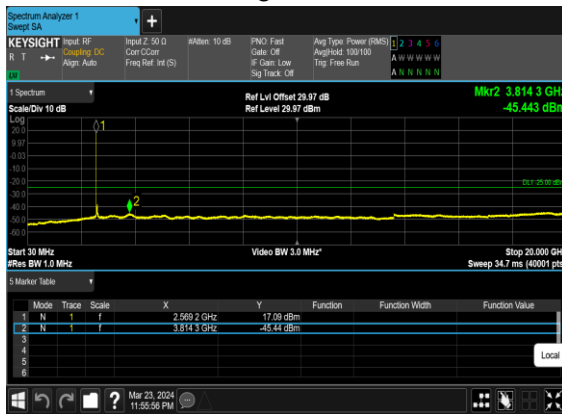 Spectrum Analyzer 1
Swept SA
KEYSIGHT Input: RF Input Z: 50 Ω #Atten: 10 dB PNO: Fast Avg Type: Power (RMS) 1 2 3 4 5 6
R T Coupling: DC Corr CCorr Gate: Off Avg|Hold: 100/100 A W W W W W
Align: Auto Freq Ref: Int (S) IF Gain: Low Trig: Free Run
Sig Track: Off A N N N N N
1 Spectrum
Ref Lvl Offset 29.97 dB Mkr2 3.814 3 GHz
Scale/Div 10 dB Ref Level 29.97 dBm -45.443 dBm
Log
20.0
9.97
-0.03
-10.0
-20.0
-30.0
-40.0
-50.0
-60.0
1
2
Start 30 MHz Video BW 3.0 MHz* Stop 20.000 GHz
#Res BW 1.0 MHz Sweep 34.7 ms (40001 pts
5 Marker Table
Mode Trace Scale X Y Function Function Width Function Value
1 N 1 f 2.569 2 GHz 17.09 dBm
2 N 1 f 3.814 3 GHz -45.44 dBm
3
4
5
6
Local
Mar 23, 2024
11:55:56 PM